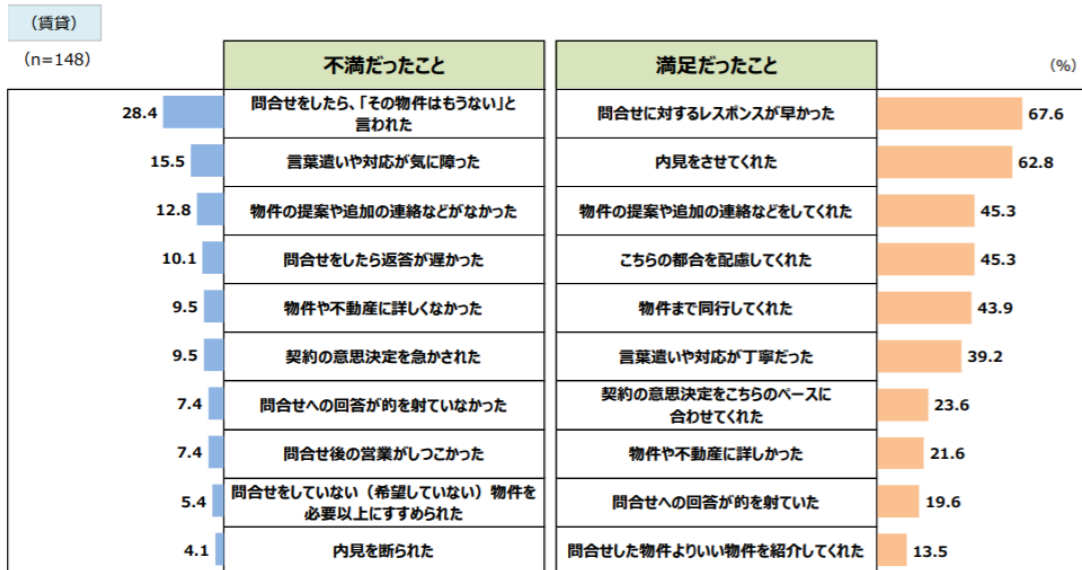 (賃貸)
(n=148)
不満だったこと 満足だったこと (%)
28.4 問合せをしたら、「その物件はもうない」と
言われた
問合せに対するレスポンスが早かった 67.6
15.5 言葉遣いや対応が気に障った 内見をさせてくれた 62.8
12.8 物件の提案や追加の連絡などがなかった 物件の提案や追加の連絡などをしてくれた 45.3
10.1 問合せをしたら返答が遅かった こちらの都合を配慮してくれた 45.3
9.5 物件や不動産に詳しくなかった 物件まで同行してくれた 43.9
9.5 契約の意思決定を急かされた 言葉遣いや対応が丁寧だった 39.2
7.4 問合せへの回答が的を射ていなかった 契約の意思決定をこちらのペースに
合わせてくれた 23.6
7.4 問合せ後の営業がしつこかった 物件や不動産に詳しかった 21.6
5.4 問合せをしていない（希望していない）物件を
必要以上にすすめられた
問合せへの回答が的を射ていた 19.6
4.1 内見を断られた 問合せした物件よりいい物件を紹介してくれた 13.5